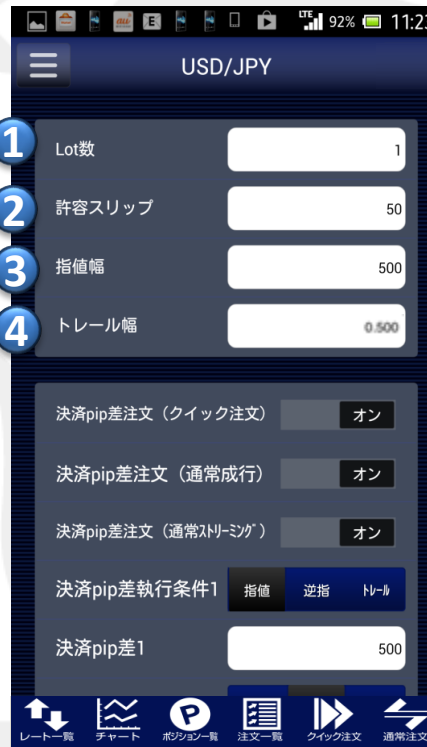 LTE 92% 11:23
USD/JPY
1 Lot数 1
2 許容スリップ 50
3 指値幅 500
4 トレール幅 0.500
決済pip差注文（クイック注文） オン
決済pip差注文（通常成行） オン
決済pip差注文（通常ｽﾄﾘｰﾐﾝｸﾞ） オン
決済pip差執行条件1 指値 逆指 ﾄﾚｰﾙ
決済pip差1 500
レート一覧 チャート ポジション一覧 注文一覧 クイック注文 通常注文